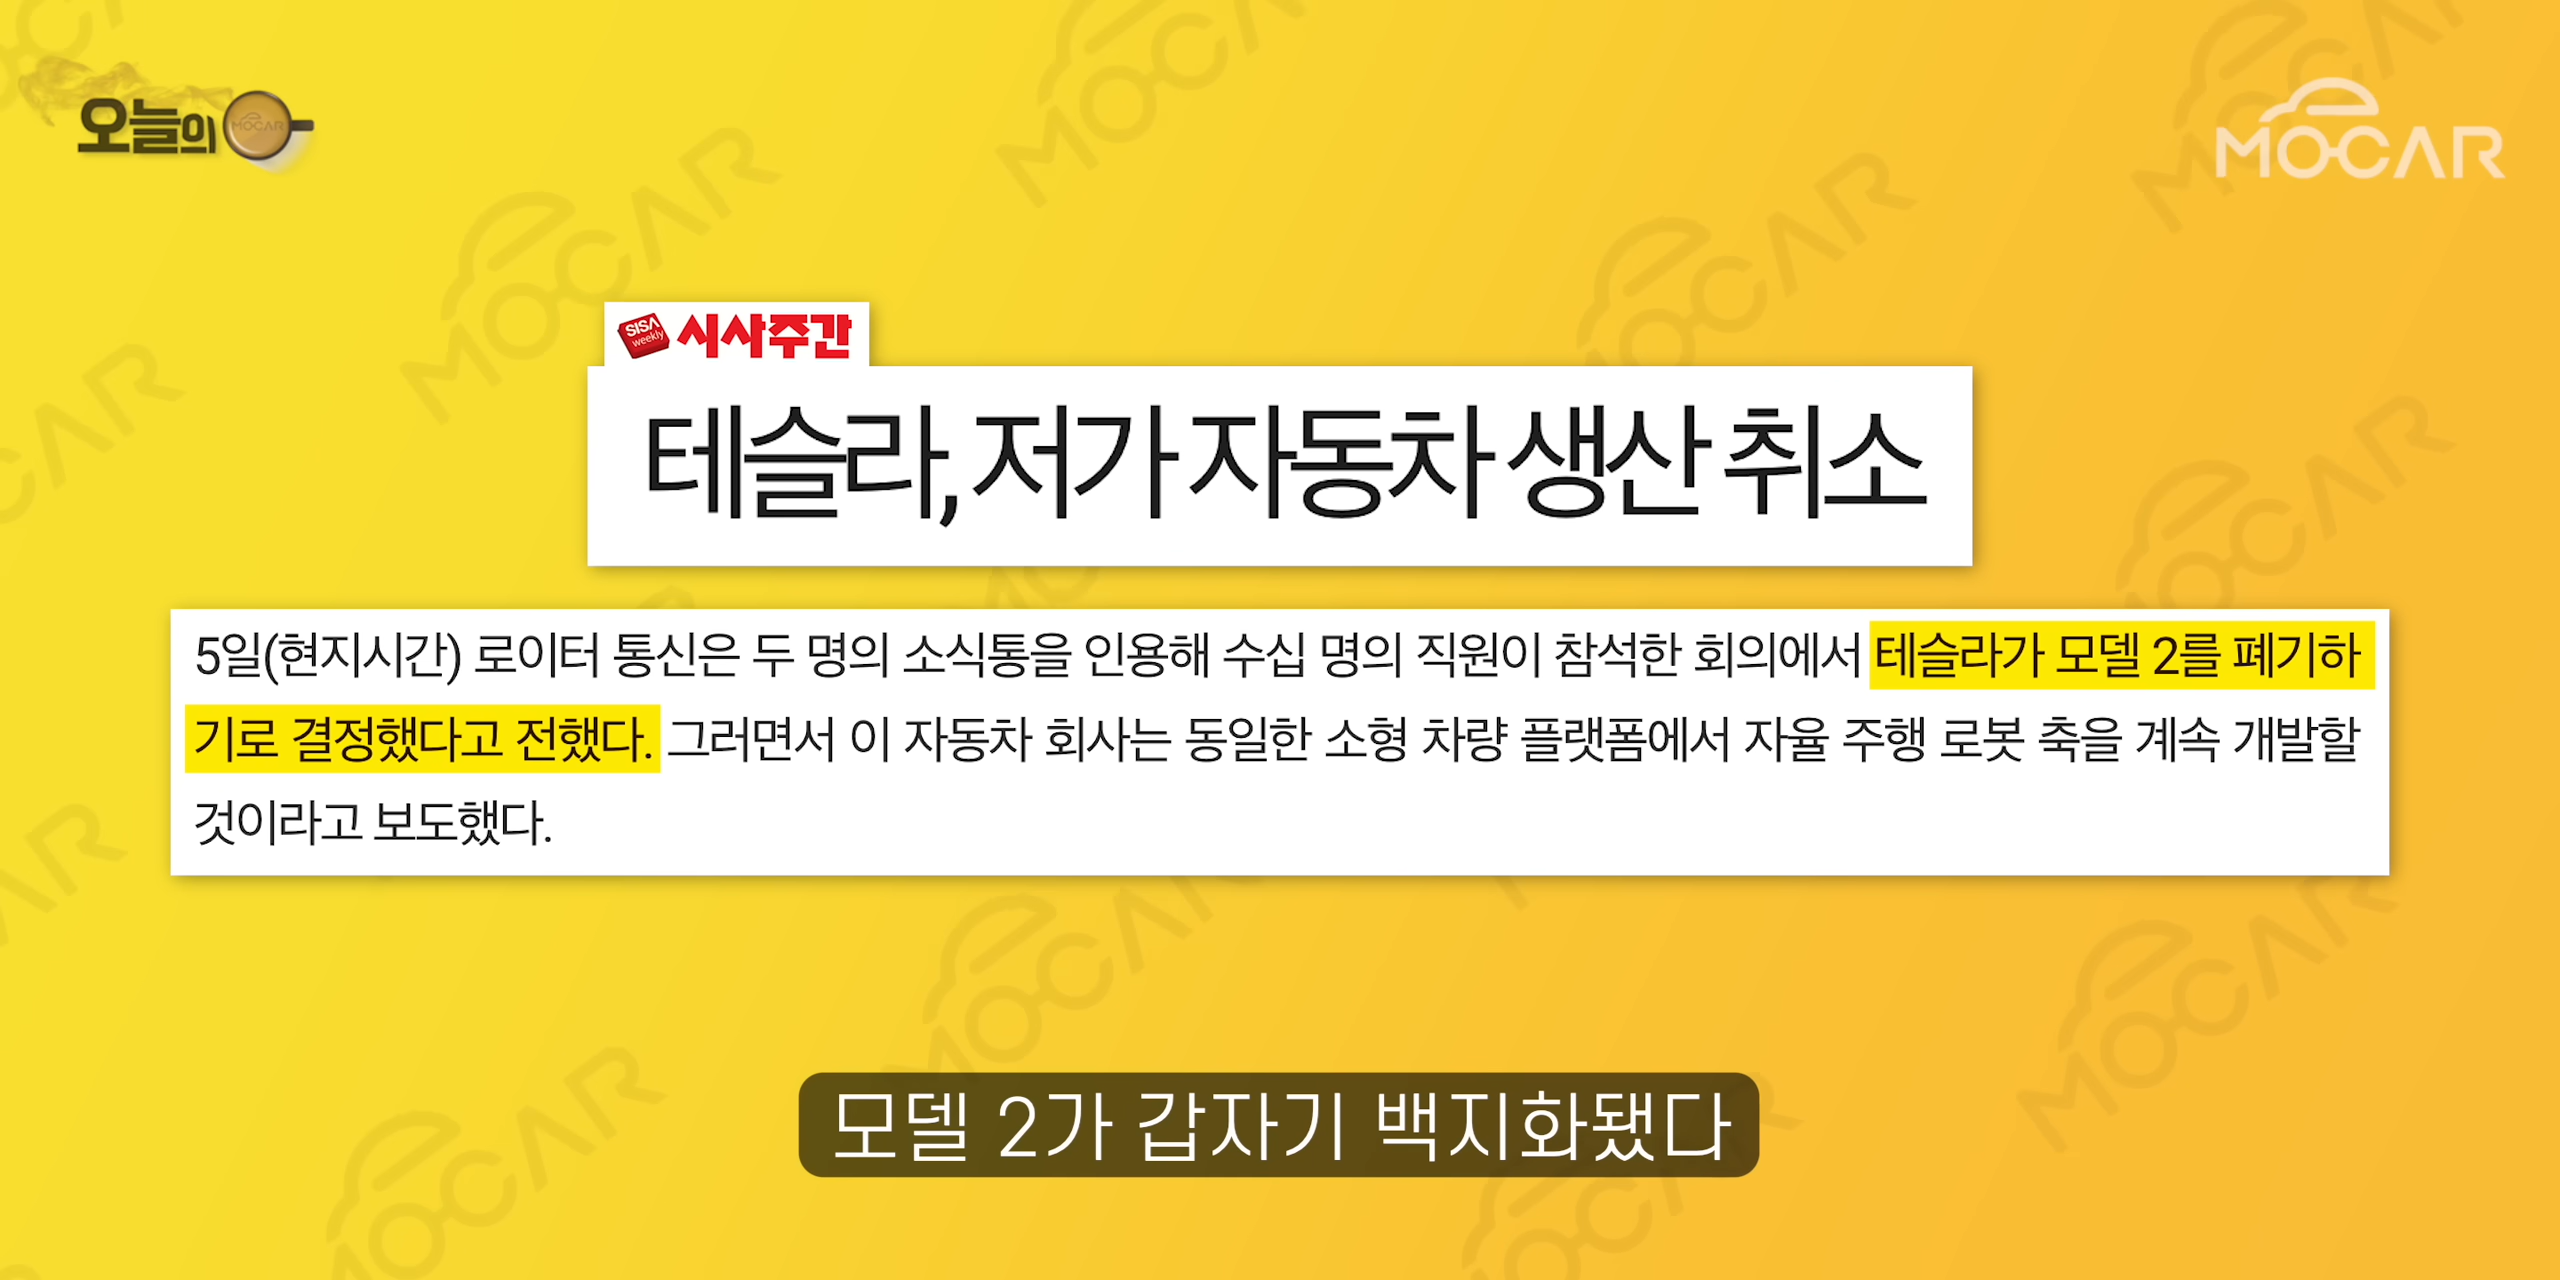 오늘의 MOCAR
MOCAR
SISA weekly 시사주간
테슬라, 저가 자동차 생산 취소
5일(현지시간) 로이터 통신은 두 명의 소식통을 인용해 수십 명의 직원이 참석한 회의에서 테슬라가 모델 2를 폐기하
기로 결정했다고 전했다. 그러면서 이 자동차 회사는 동일한 소형 차량 플랫폼에서 자율 주행 로봇 축을 계속 개발할
것이라고 보도했다.
모델 2가 갑자기 백지화됐다